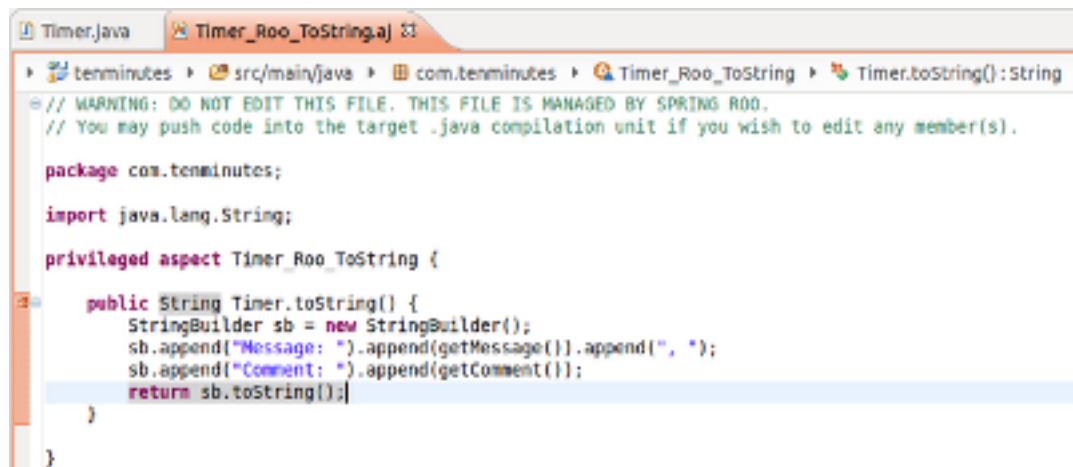 Timer.java Timer_Roo_ToString.aj
tenminutes src/main/java com.tenminutes Timer_Roo_ToString Timer.toString() : String
// WARNING: DO NOT EDIT THIS FILE. THIS FILE IS MANAGED BY SPRING ROO.
// You may push code into the target .java compilation unit if you wish to edit any member(s).
package com.tenminutes;
import java.lang.String;
privileged aspect Timer_Roo_ToString {
public String Timer.toString() {
StringBuilder sb = new StringBuilder();
sb.append("Message: ").append(getMessage()).append(", ");
sb.append("Comment: ").append(getComment());
return sb.toString();
}
}